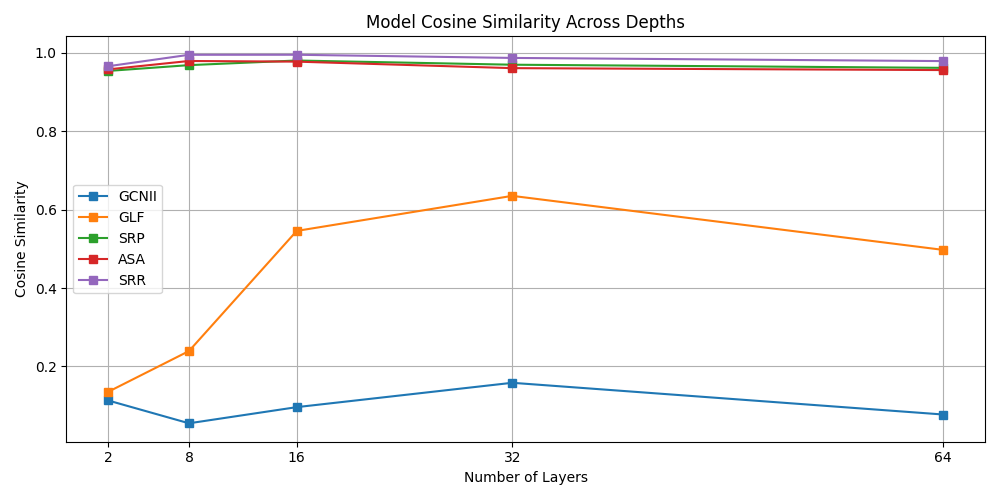 Model Cosine Similarity Across Depths
1.0
0.8
0.6
0.4
0.2
Cosine Similarity
GCNII
GLF
SRP
ASA
SRR
2 8 16 32 64
Number of Layers